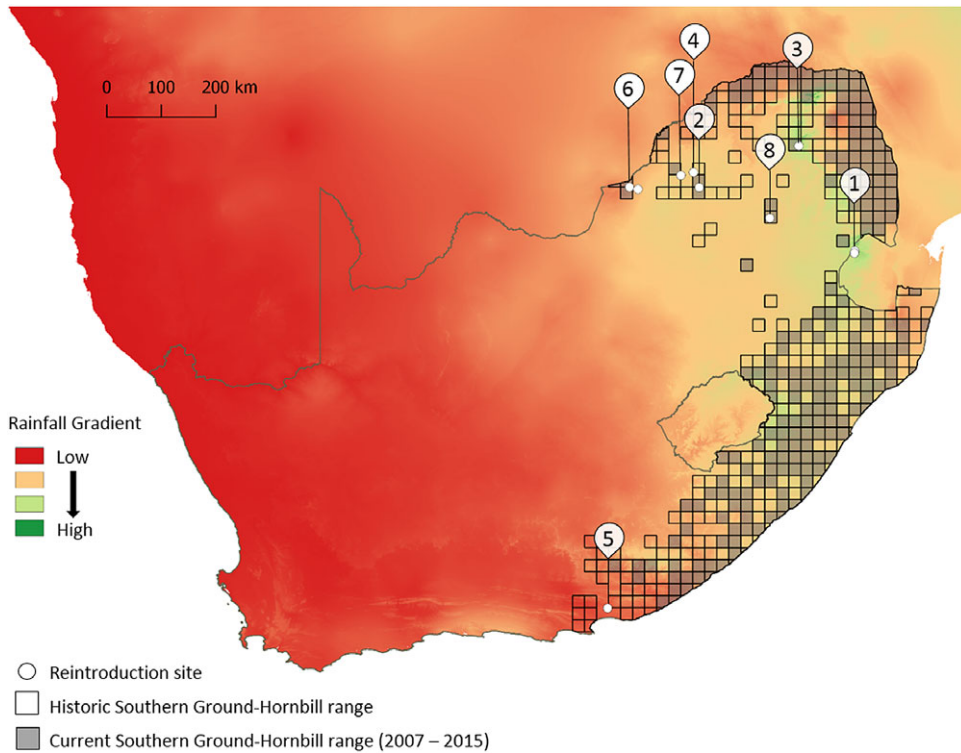 4
3
7
6
0 200 km
2
8
1
Rainfall Gradient
Low
High
5
Reintroduction site
Historic Southern Ground-Hornbill range
Current Southern Ground-Hornbill range (2007 – 2015)